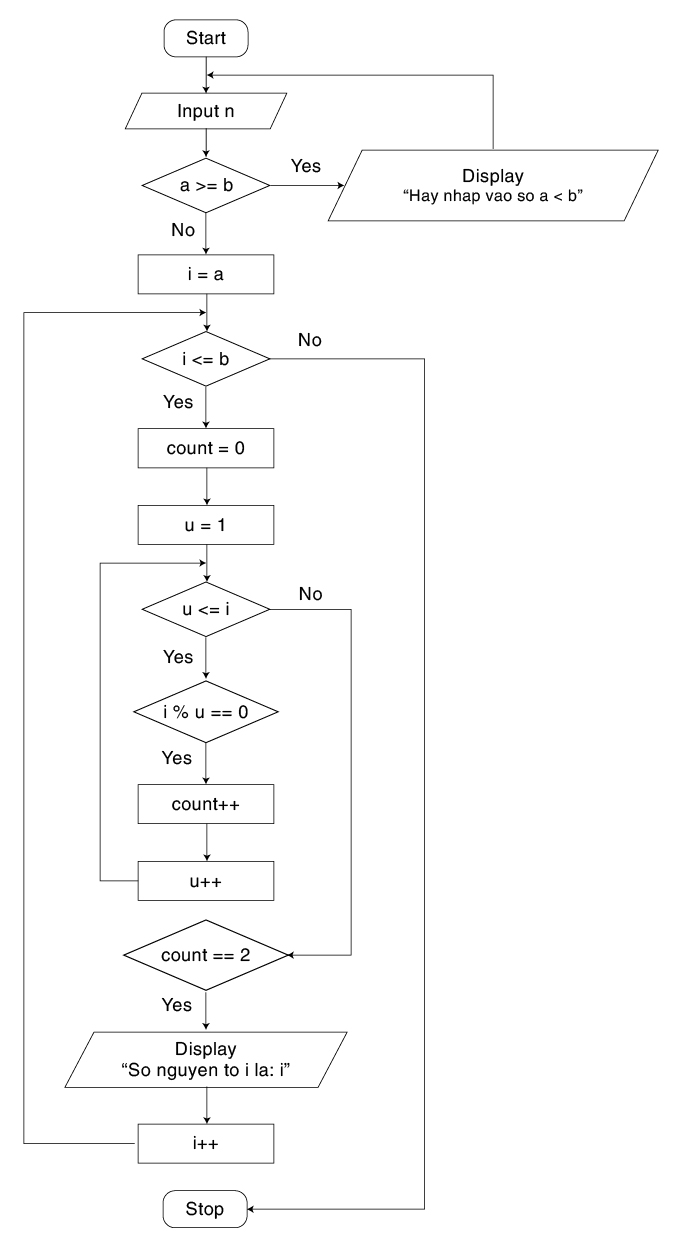 Start
Input n
a >= b
Yes
Display
“Hay nhap vao so a < b”
No
i = a
i <= b
No
Yes
count = 0
u = 1
u <= i
No
Yes
i % u == 0
Yes
count++
u++
count == 2
Yes
Display
“So nguyen to i la: i”
i++
Stop